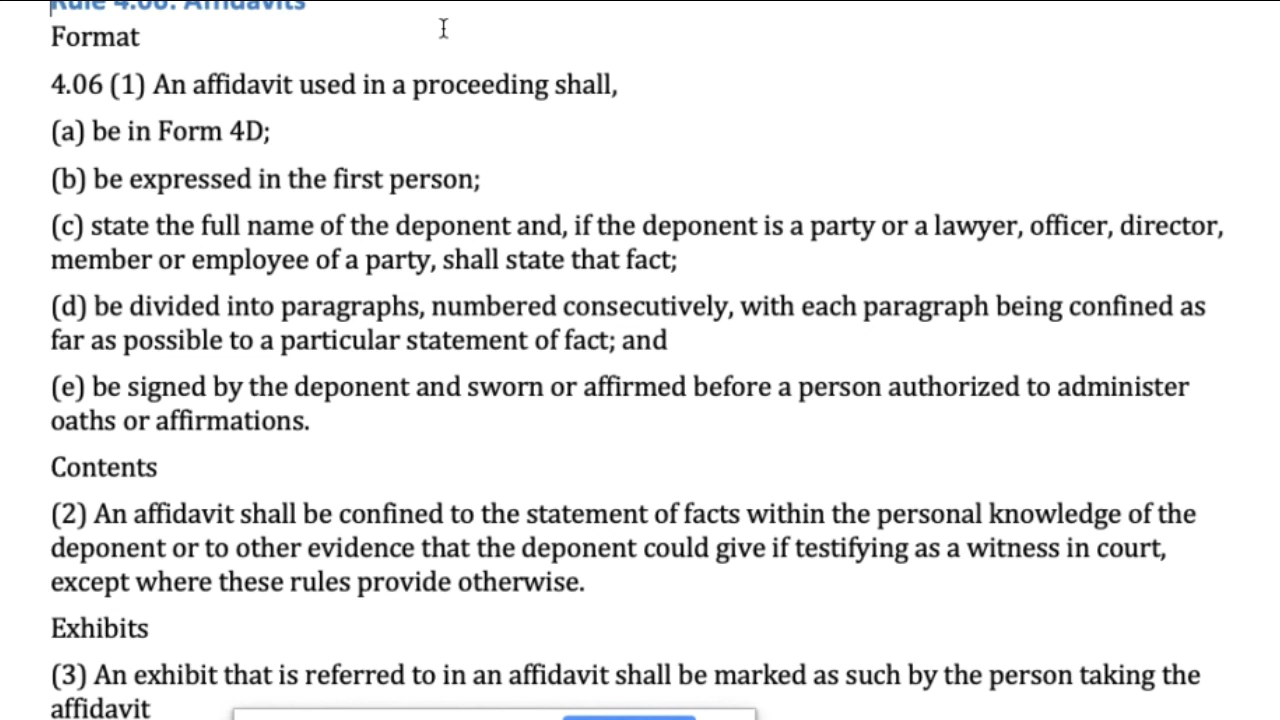 Rule 4.06: Affidavits
Format
4.06 (1) An affidavit used in a proceeding shall,
(a) be in Form 4D;
(b) be expressed in the first person;
(c) state the full name of the deponent and, if the deponent is a party or a lawyer, officer, director,
member or employee of a party, shall state that fact;
(d) be divided into paragraphs, numbered consecutively, with each paragraph being confined as
far as possible to a particular statement of fact; and
(e) be signed by the deponent and sworn or affirmed before a person authorized to administer
oaths or affirmations.
Contents
(2) An affidavit shall be confined to the statement of facts within the personal knowledge of the
deponent or to other evidence that the deponent could give if testifying as a witness in court,
except where these rules provide otherwise.
Exhibits
(3) An exhibit that is referred to in an affidavit shall be marked as such by the person taking the
affidavit